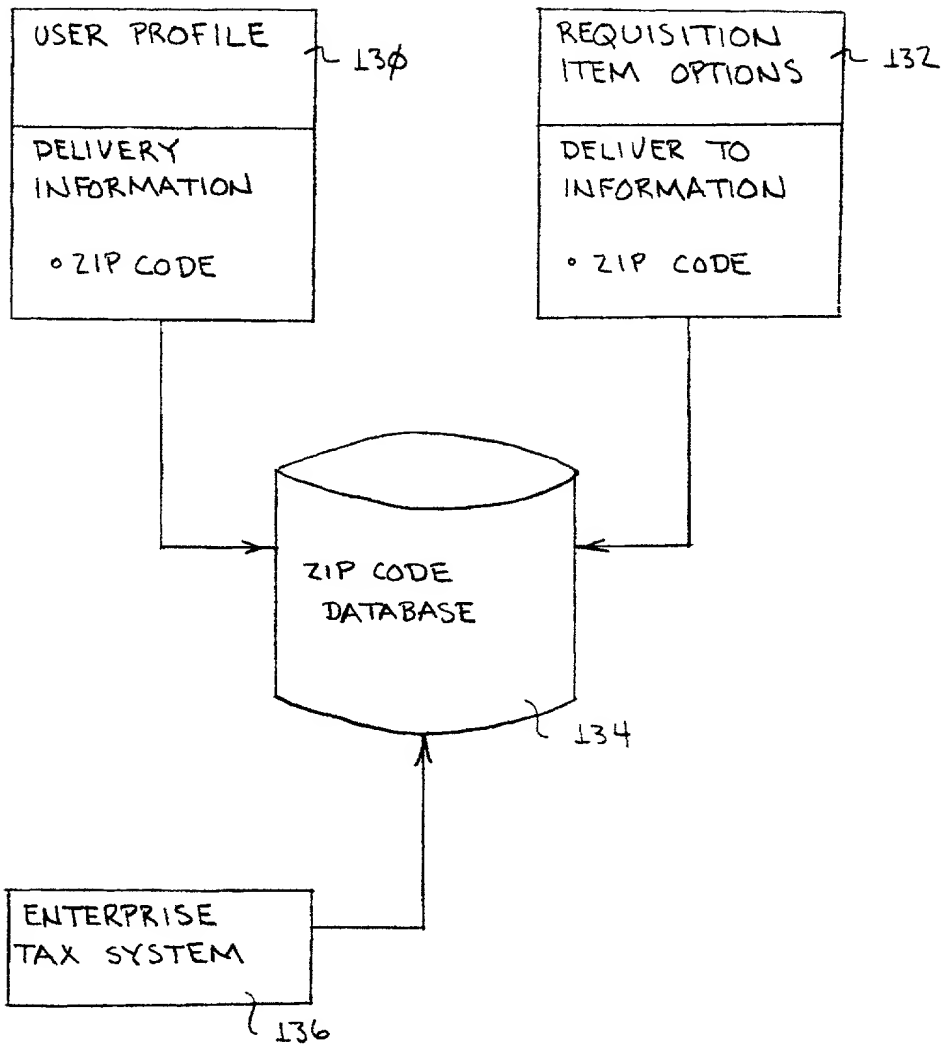 USER PROFILE
130
DELIVERY
INFORMATION
• ZIP CODE
REQUISITION
ITEM OPTIONS
132
DELIVER TO
INFORMATION
• ZIP CODE
ZIP CODE
DATABASE
134
ENTERPRISE
TAX SYSTEM
136